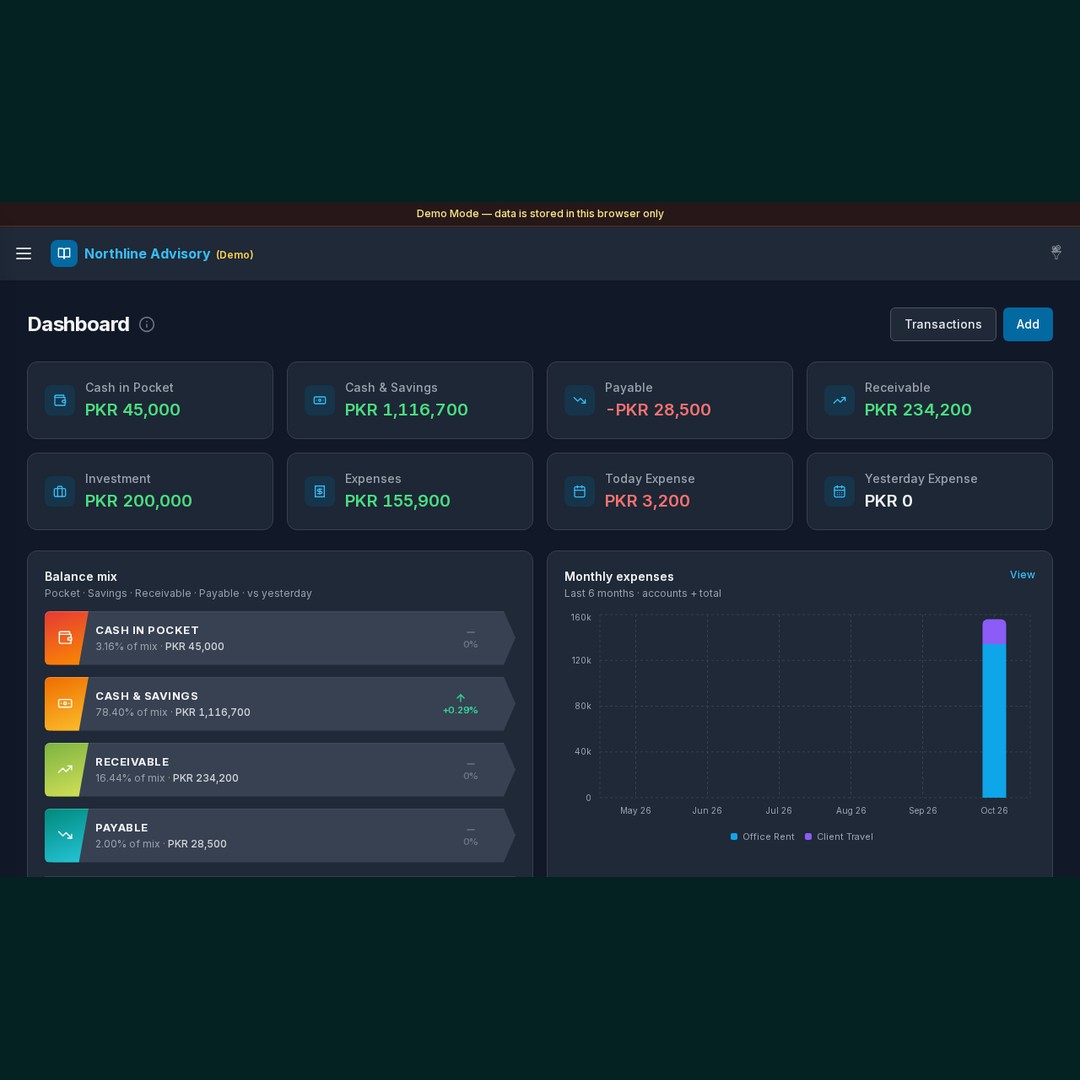 Demo Mode — data is stored in this browser only
Northline Advisory (Demo)
Dashboard
Transactions
Add
Cash in Pocket
PKR 45,000
Cash & Savings
PKR 1,116,700
Payable
-PKR 28,500
Receivable
PKR 234,200
Investment
PKR 200,000
Expenses
PKR 155,900
Today Expense
PKR 3,200
Yesterday Expense
PKR 0
Balance mix
Pocket · Savings · Receivable · Payable · vs yesterday
CASH IN POCKET
3.16% of mix · PKR 45,000
—
0%
CASH & SAVINGS
78.40% of mix · PKR 1,116,700
+0.29%
RECEIVABLE
16.44% of mix · PKR 234,200
—
0%
PAYABLE
2.00% of mix · PKR 28,500
—
0%
Monthly expenses
View
Last 6 months · accounts + total
160k
120k
80k
40k
0
May 26
Jun 26
Jul 26
Aug 26
Sep 26
Oct 26
Office Rent
Client Travel